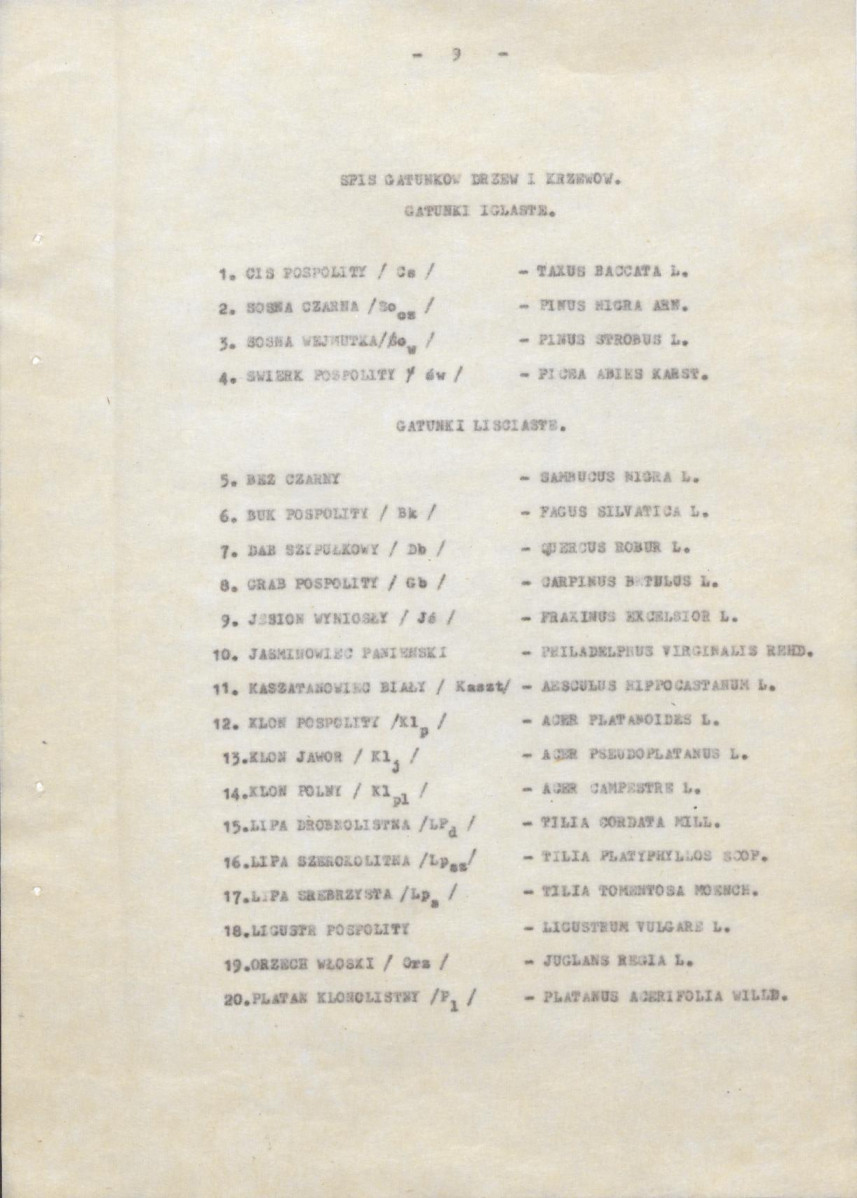 - 9 -
SPIS GATUNKOW DRZEW I KRZEWOW.
GATUNKI IGLASTE.
1. CIS POSPOLITY / Cs / - TAXUS BACCATA L.
2. SOSNA CZARNA /So cz / - PINUS NIGRA ARN.
3. SOSNA WEJMUTKA/So w / - PINUS STROBUS L.
4. SWIERK POSPOLITY / św / - PICEA ABIES KARST.
GATUNKI LISCIASTE.
5. BEZ CZARNY - SAMBUCUS NIGRA L.
6. BUK POSPOLITY / Bk / - FAGUS SILVATICA L.
7. DAB SZYPUŁKOWY / Db / - QUERCUS ROBUR L.
8. GRAB POSPOLITY / Gb / - CARPINUS BETULUS L.
9. JESION WYNIOSŁY / Jś / - FRAXINUS EXCELSIOR L.
10. JASMINOWIEC PANIENSKI - PHILADELPHUS VIRGINALIS REHD.
11. KASZATANOWIEC BIAŁY / Kaszt/ - AESCULUS HIPPOCASTANUM L.
12. KLON POSPOLITY /Kl p / - ACER PLATANOIDES L.
13.KLON JAWOR / Kl j / - ACER PSEUDOPLATANUS L.
14.KLON POLNY / Kl pl / - ACER CAMPESTRE L.
15.LIPA DROBNOLISTNA /LP d / - TILIA CORDATA MILL.
16.LIPA SZEROKOLITNA /Lp sz/ - TILIA PLATYPHYLLOS SCOP.
17.LIPA SREBRZYSTA /Lp s / - TILIA TOMENTOSA MOENCH.
18.LIGUSTR POSPOLITY - LIGUSTRUM VULGARE L.
19.ORZECH WŁOSKI / Orz / - JUGLANS REGIA L.
20.PLATAN KLONOLISTNY /P l / - PLATANUS ACERIFOLIA WILLD.